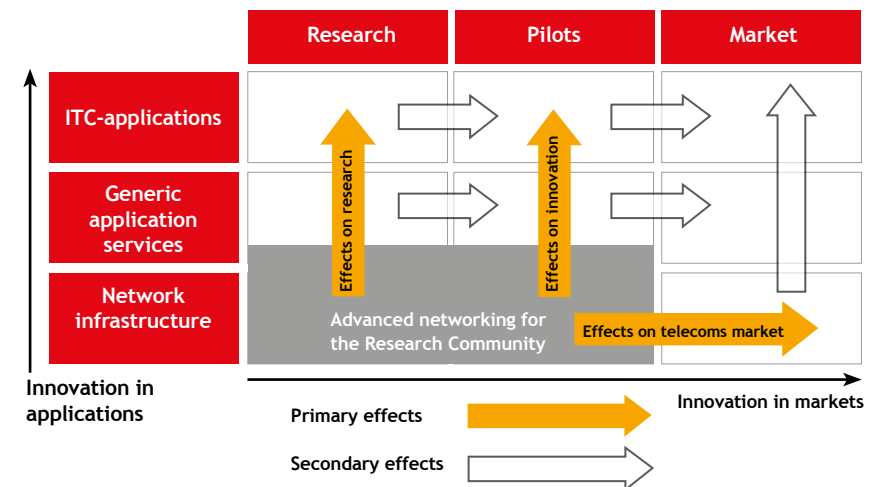 Research
Pilots
Market
ITC-applications
Generic
application
services
Network
infrastructure
Effects on research
Effects on innovation
Advanced networking for
the Research Community
Effects on telecoms market
Innovation in
applications
Innovation in markets
Primary effects
Secondary effects